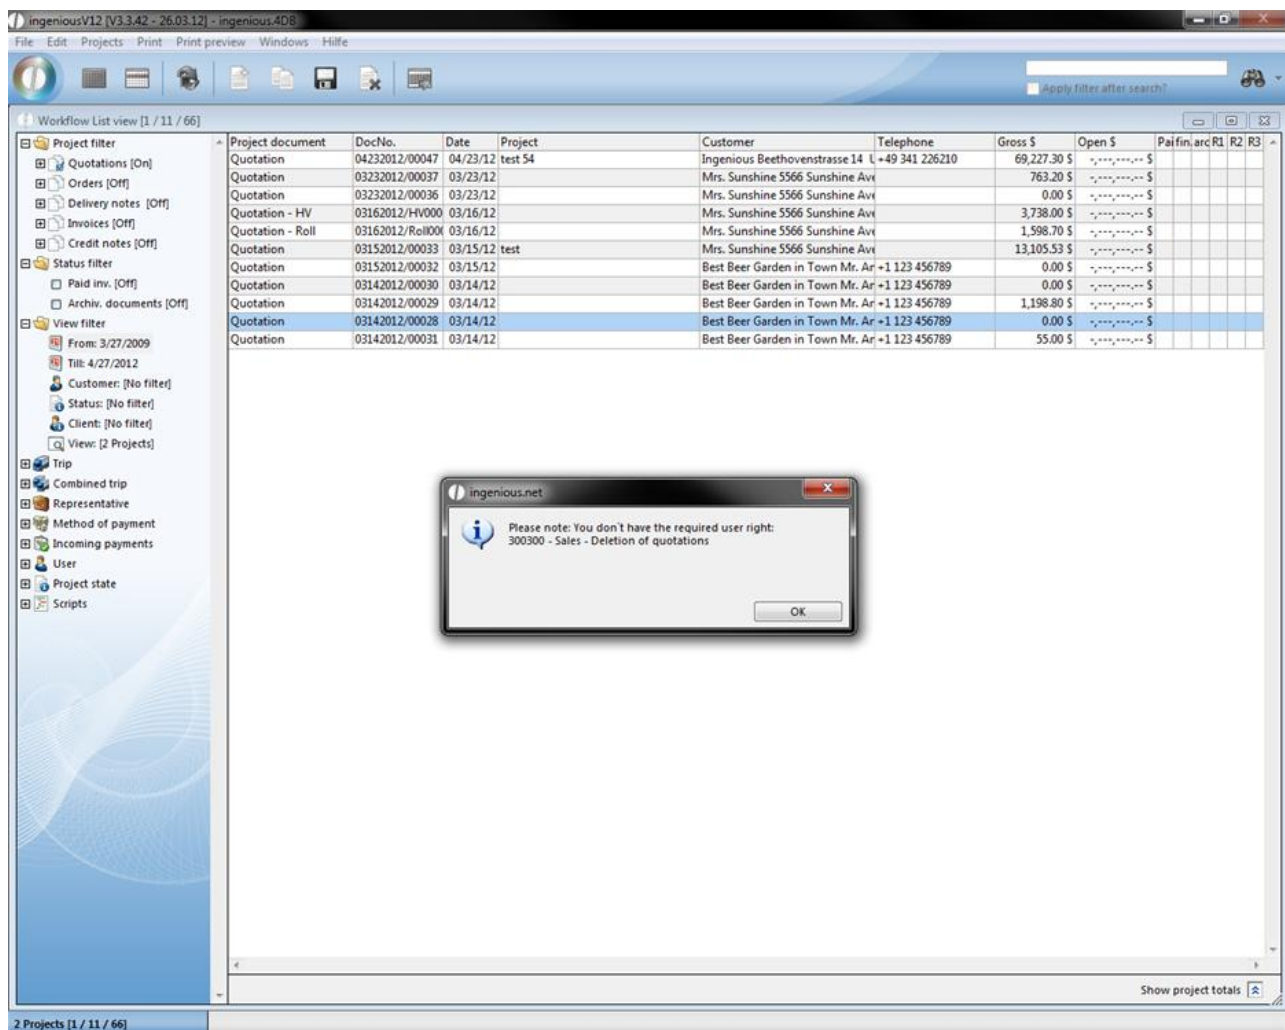 ingeniousV12 [V3.3.42 - 26.03.12] - ingenious.4DB
File Edit Projects Print Print preview Windows Hilfe
Apply filter after search?
Workflow List view [1 / 11 / 66]
Project filter
Quotations [On]
Orders [Off]
Delivery notes [Off]
Invoices [Off]
Credit notes [Off]
Status filter
Paid inv. [Off]
Archiv. documents [Off]
View filter
From: 3/27/2009
Till: 4/27/2012
Customer: [No filter]
Status: [No filter]
Client: [No filter]
View: [2 Projects]
Trip
Combined trip
Representative
Method of payment
Incoming payments
User
Project state
Scripts
Project document DocNo. Date Project Customer Telephone Gross $ Open $ Pai fin. arc R1 R2 R3
Quotation 04232012/00047 04/23/12 test 54 Ingenious Beethovenstrasse 14 +49 341 226210 69,227.30 $ -,---,---.-- $
Quotation 03232012/00037 03/23/12 Mrs. Sunshine 5566 Sunshine Ave 763.20 $ -,---,---.-- $
Quotation 03232012/00036 03/23/12 Mrs. Sunshine 5566 Sunshine Ave 0.00 $ -,---,---.-- $
Quotation - HV 03162012/HV000 03/16/12 Mrs. Sunshine 5566 Sunshine Ave 3,738.00 $ -,---,---.-- $
Quotation - Roll 03162012/Roll00 03/16/12 Mrs. Sunshine 5566 Sunshine Ave 1,598.70 $ -,---,---.-- $
Quotation 03152012/00033 03/15/12 test Mrs. Sunshine 5566 Sunshine Ave 13,105.53 $ -,---,---.-- $
Quotation 03152012/00032 03/15/12 Best Beer Garden in Town Mr. Ar +1 123 456789 0.00 $ -,---,---.-- $
Quotation 03142012/00030 03/14/12 Best Beer Garden in Town Mr. Ar +1 123 456789 0.00 $ -,---,---.-- $
Quotation 03142012/00029 03/14/12 Best Beer Garden in Town Mr. Ar +1 123 456789 1,198.80 $ -,---,---.-- $
Quotation 03142012/00028 03/14/12 Best Beer Garden in Town Mr. Ar +1 123 456789 0.00 $ -,---,---.-- $
Quotation 03142012/00031 03/14/12 Best Beer Garden in Town Mr. Ar +1 123 456789 55.00 $ -,---,---.-- $
ingenious.net
Please note: You don`t have the required user right:
300300 - Sales - Deletion of quotations
OK
Show project totals
2 Projects [1 / 11 / 66]